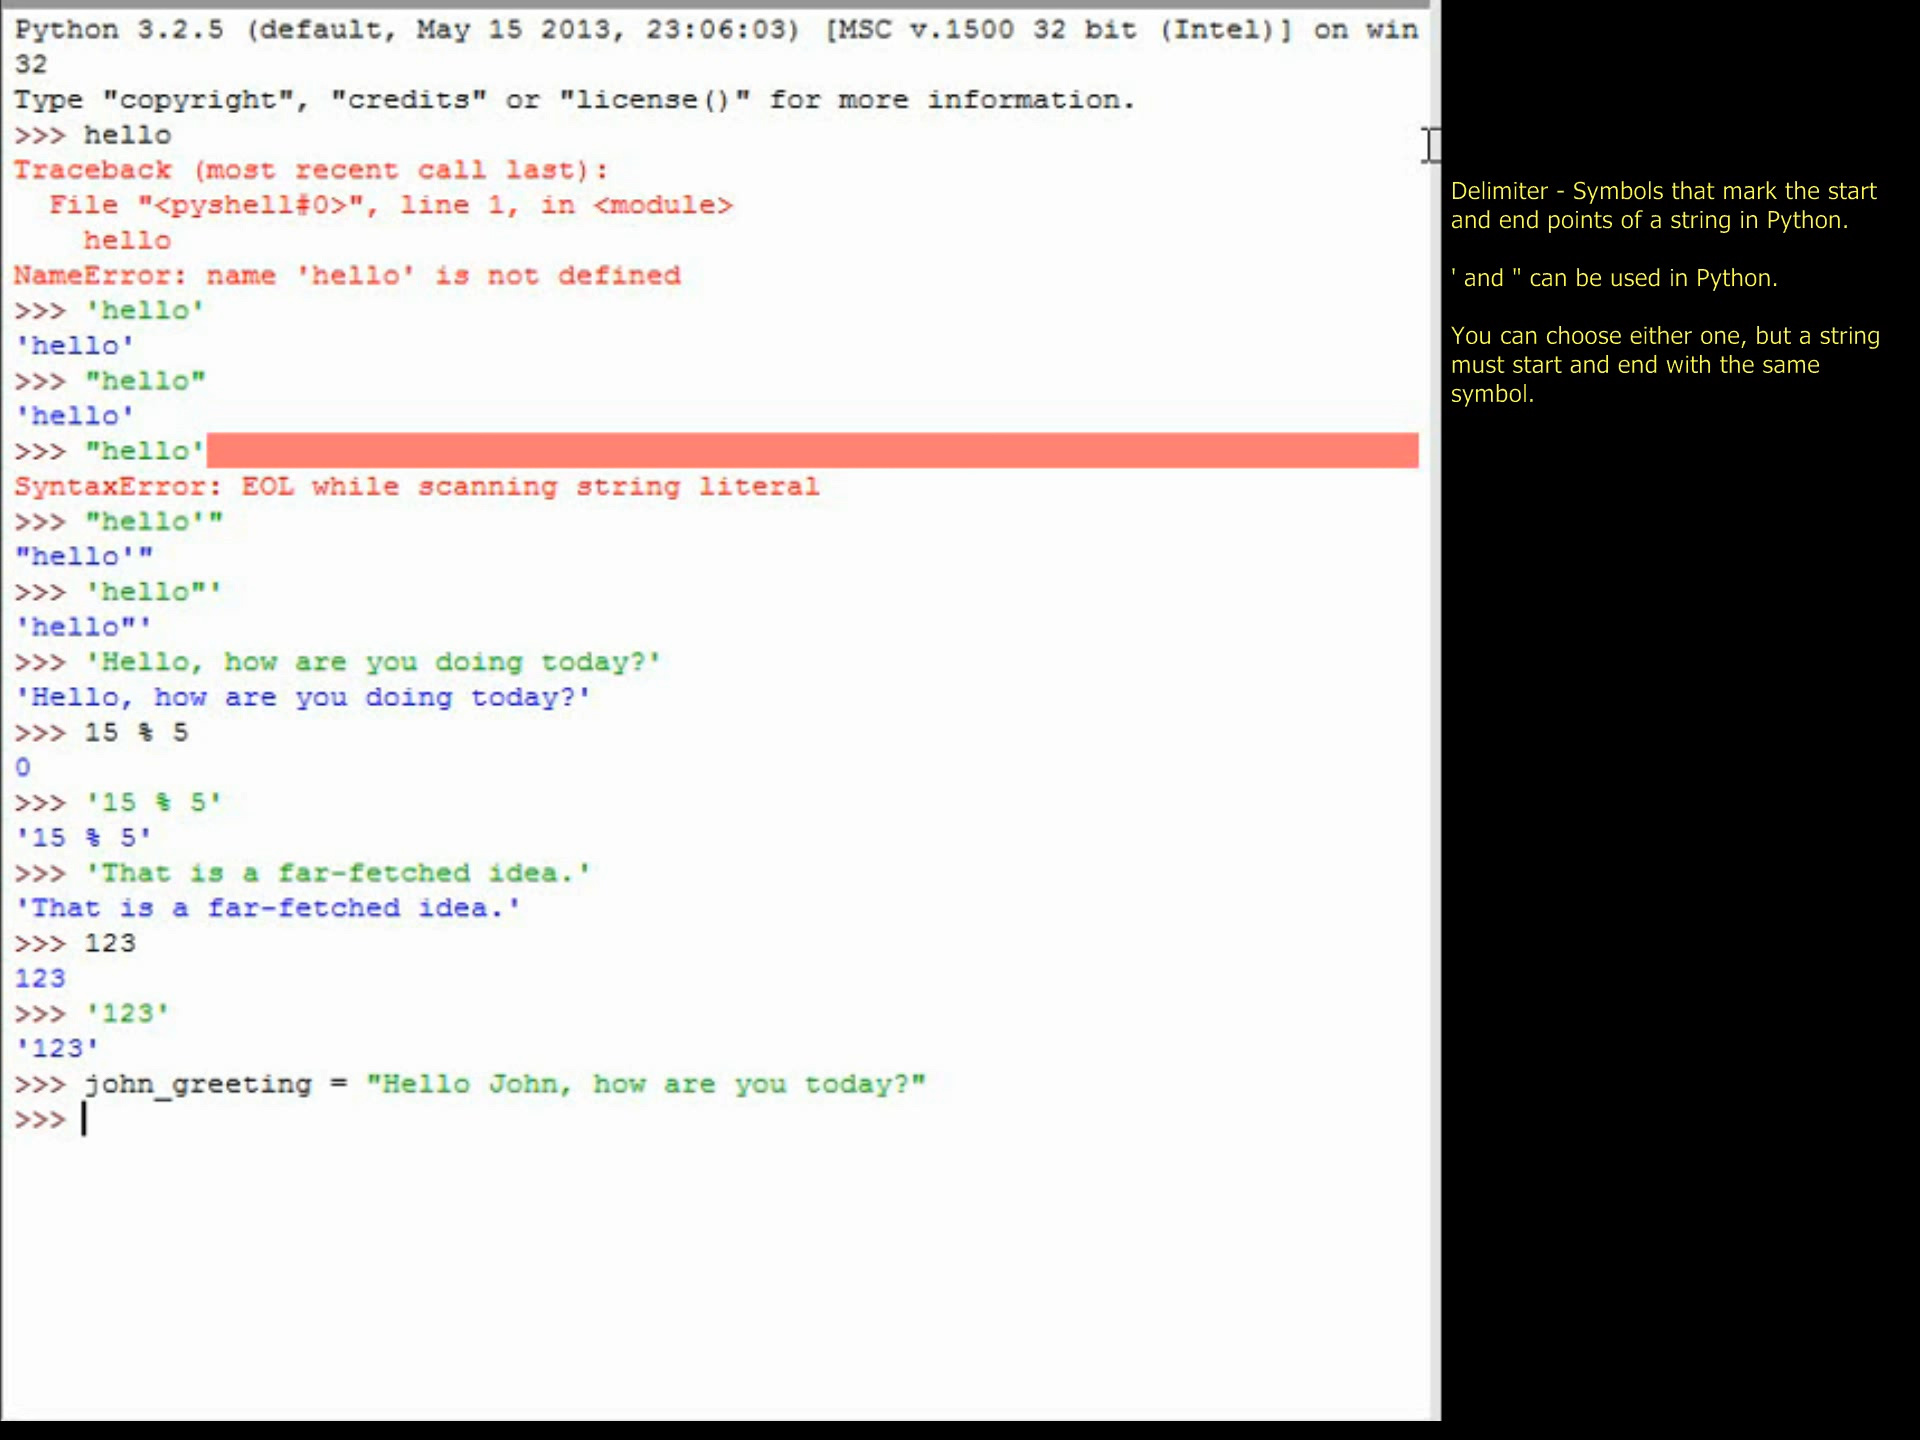 Python 3.2.5 (default, May 15 2013, 23:06:03) [MSC v.1500 32 bit (Intel)] on win
32
Type "copyright", "credits" or "license()" for more information.
>>> hello
Traceback (most recent call last):
  File "<pyshell#0>", line 1, in <module>
    hello
NameError: name 'hello' is not defined
>>> 'hello'
'hello'
>>> "hello"
'hello'
>>> "hello'
SyntaxError: EOL while scanning string literal
>>> "hello'"
"hello'"
>>> 'hello"'
'hello"'
>>> 'Hello, how are you doing today?'
'Hello, how are you doing today?'
>>> 15 % 5
0
>>> '15 % 5'
'15 % 5'
>>> 'That is a far-fetched idea.'
'That is a far-fetched idea.'
>>> 123
123
>>> '123'
'123'
>>> john_greeting = "Hello John, how are you today?"
>>>
Delimiter - Symbols that mark the start
and end points of a string in Python.
' and " can be used in Python.
You can choose either one, but a string
must start and end with the same
symbol.